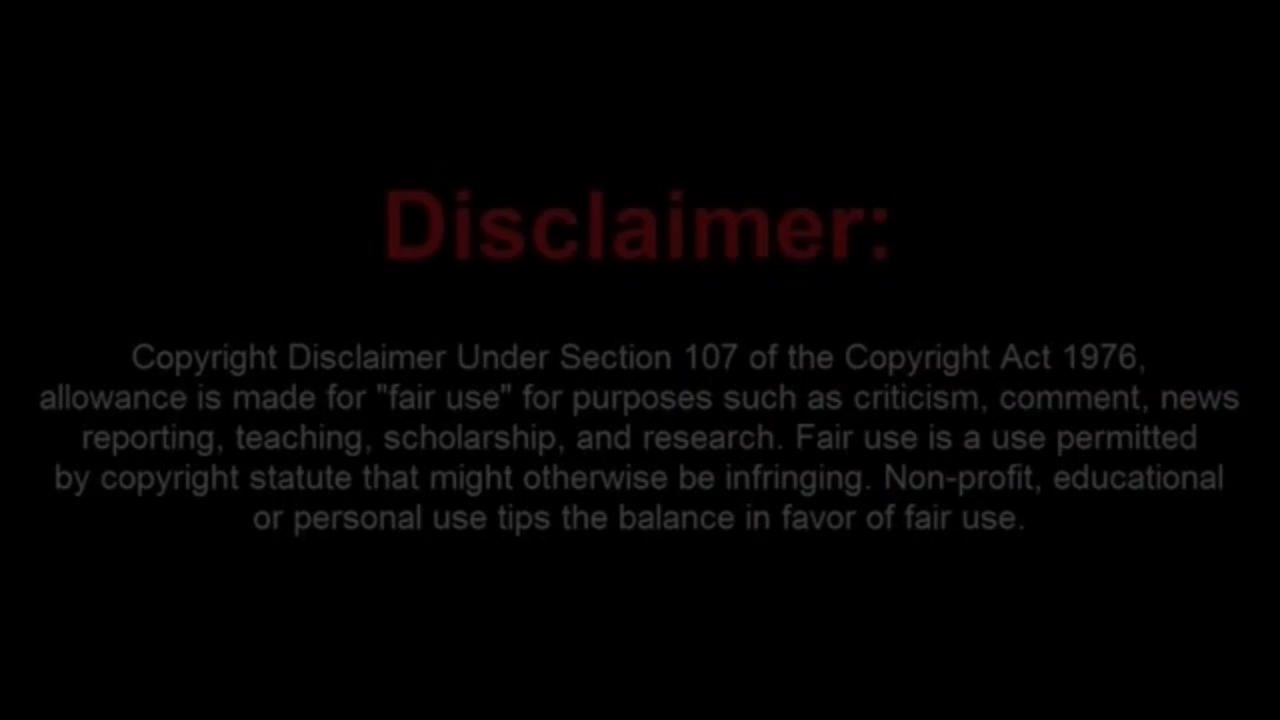 Disclaimer:
Copyright Disclaimer Under Section 107 of the Copyright Act 1976,
allowance is made for "fair use" for purposes such as criticism, comment, news
reporting, teaching, scholarship, and research. Fair use is a use permitted
by copyright statute that might otherwise be infringing. Non-profit, educational
or personal use tips the balance in favor of fair use.